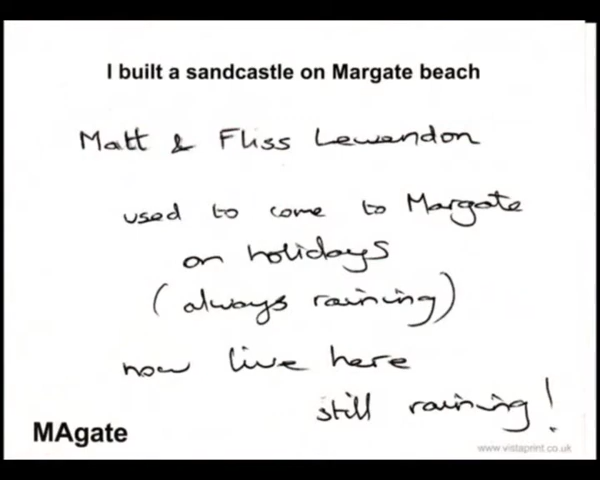 I built a sandcastle on Margate beach
Matt & Fliss Lewendon
used to come to Margate
on holidays
(always raining)
now live here
still raining!
MAgate
www.vistaprint.co.uk